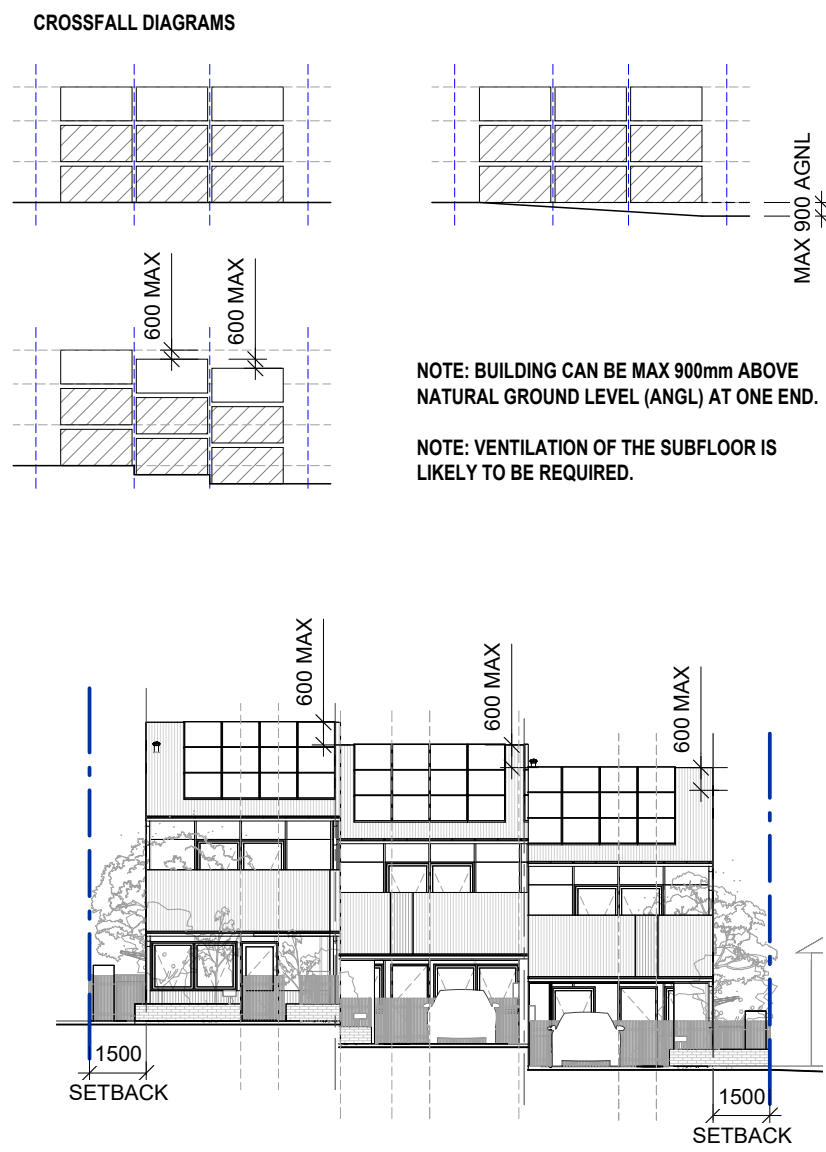 CROSSFALL DIAGRAMS
MAX 900 AGNL
600 MAX
600 MAX
NOTE: BUILDING CAN BE MAX 900mm ABOVE
NATURAL GROUND LEVEL (ANGL) AT ONE END.
NOTE: VENTILATION OF THE SUBFLOOR IS
LIKELY TO BE REQUIRED.
600 MAX
600 MAX
600 MAX
1500
SETBACK
1500
SETBACK